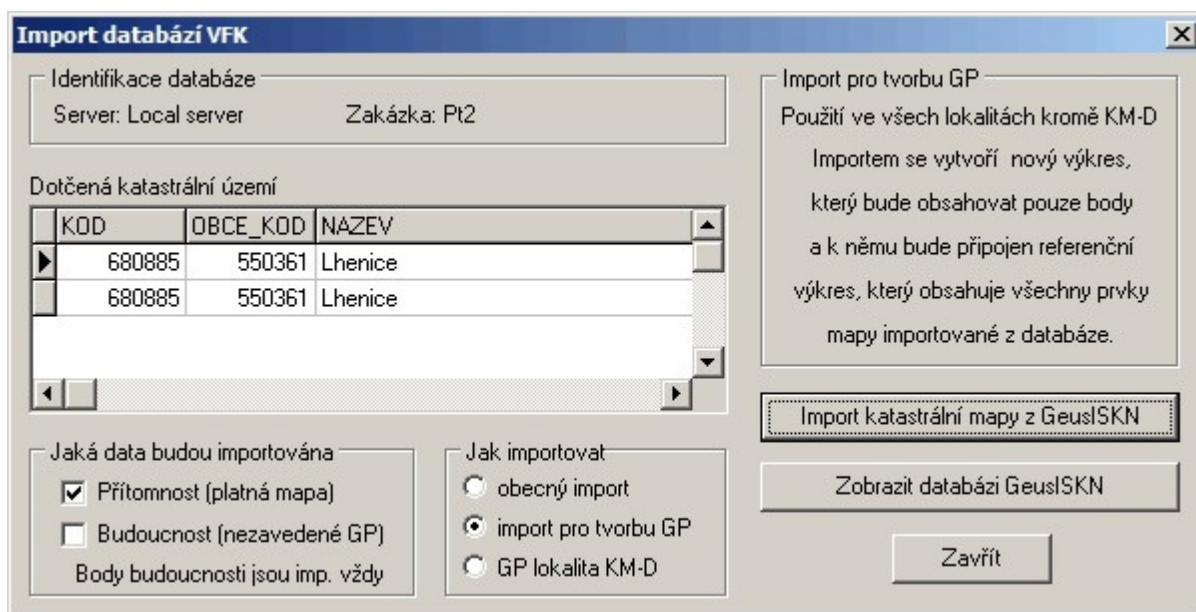 Import databází VFK
Identifikace databáze
Server: Local server Zakázka: Pt2
Dotčená katastrální území
KOD OBCE_KOD NAZEV
680885 550361 Lhenice
680885 550361 Lhenice
Jaká data budou importována
Přítomnost (platná mapa)
Budoucnost (nezavedené GP)
Body budoucnosti jsou imp. vždy
Jak importovat
obecný import
import pro tvorbu GP
GP lokalita KM-D
Import pro tvorbu GP
Použití ve všech lokalitách kromě KM-D
Importem se vytvoří nový výkres,
který bude obsahovat pouze body
a k němu bude připojen referenční
výkres, který obsahuje všechny prvky
mapy importované z databáze.
Import katastrální mapy z GeusISKN
Zobrazit databázi GeusISKN
Zavřít